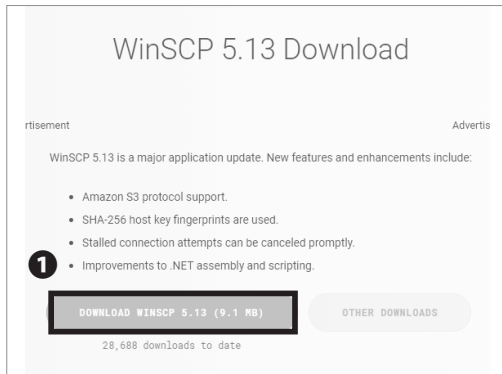 WinSCP 5.13 Download
rtisement Advertis
WinSCP 5.13 is a major application update. New features and enhancements include:
• Amazon S3 protocol support.
• SHA-256 host key fingerprints are used.
• Stalled connection attempts can be canceled promptly.
1
• Improvements to .NET assembly and scripting.
DOWNLOAD WINSCP 5.13 (9.1 MB) OTHER DOWNLOADS
28,688 downloads to date